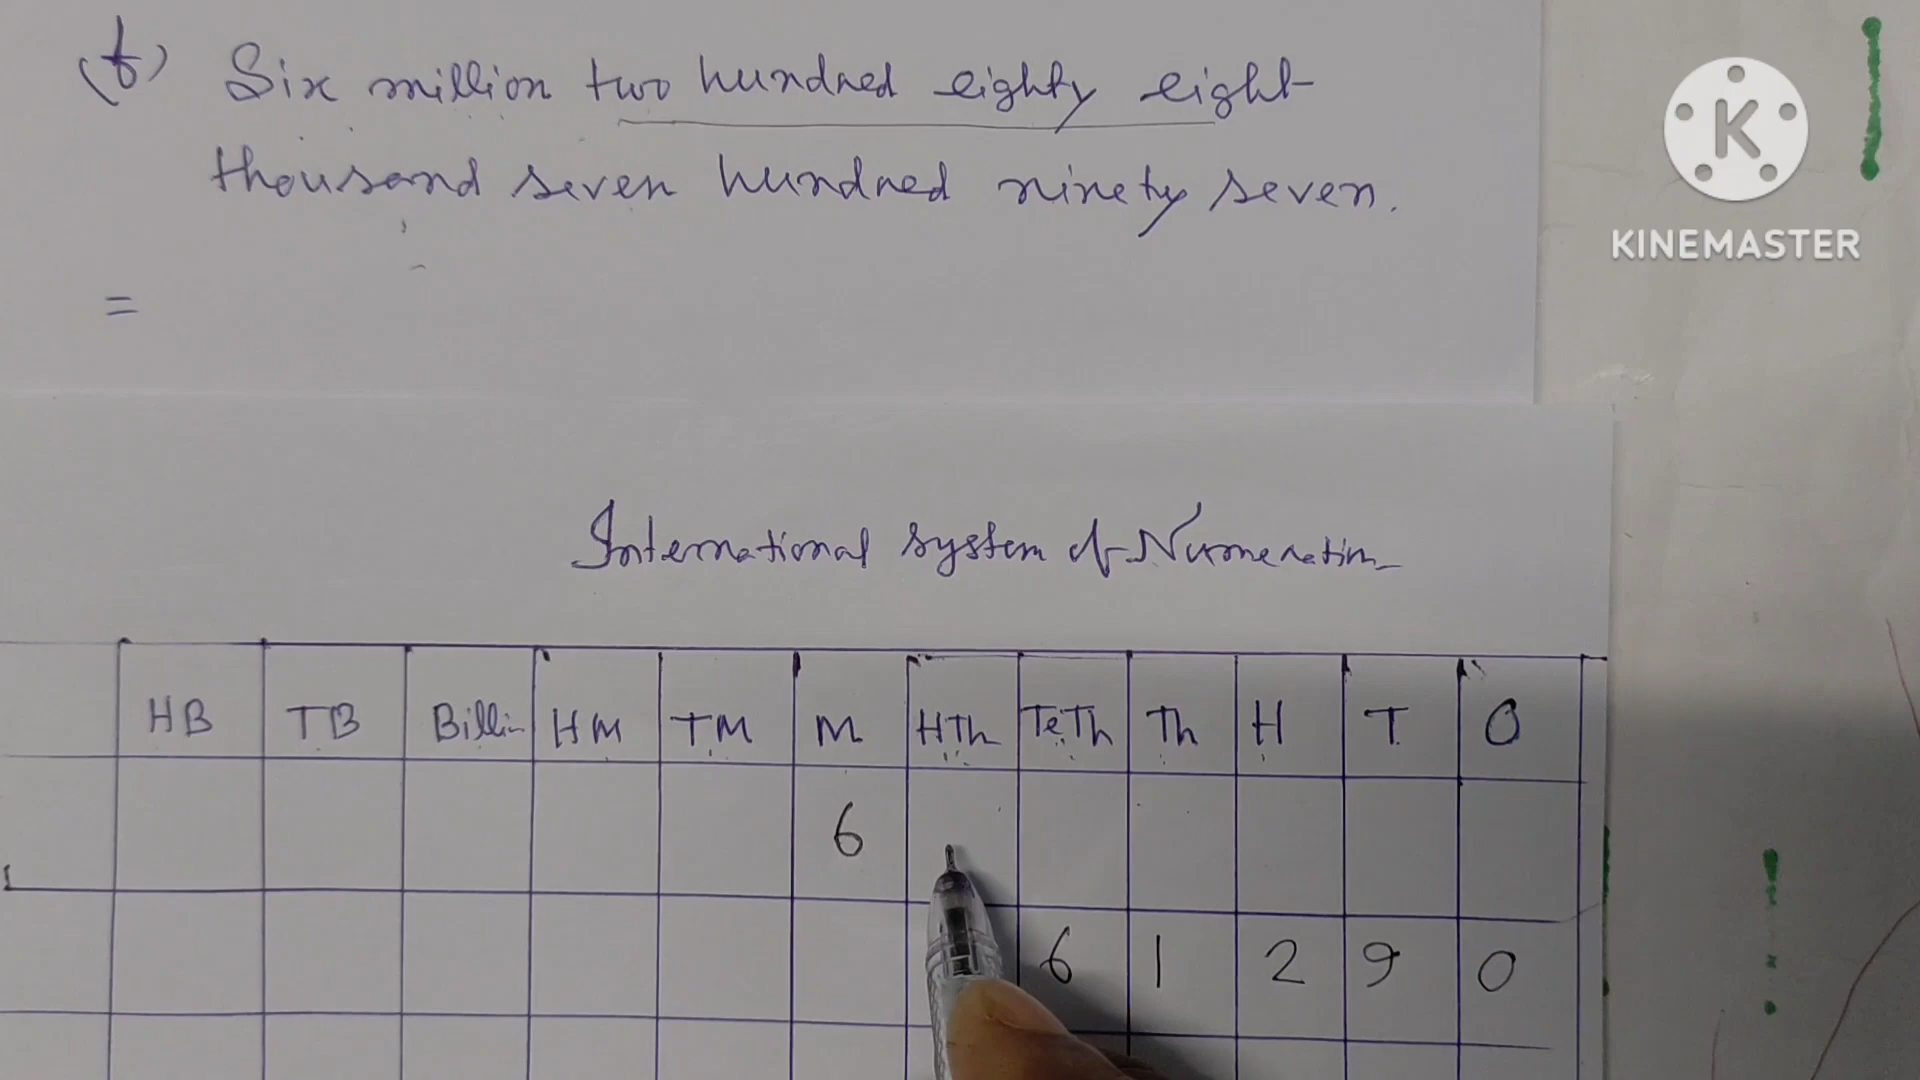 (f) Six million two hundred eighty eight
thousand seven hundred ninety seven.
=
K
KINEMASTER
International system of Numeration
HB TB Billin HM TM M HTh TeTh Th H T O
6
6 1 2 9 0